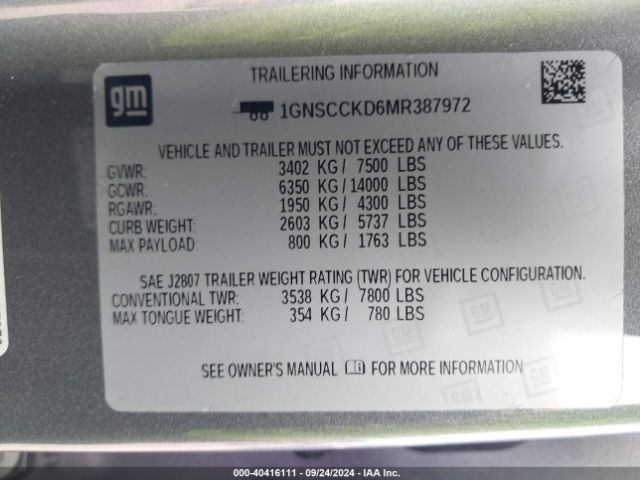 gm
TRAILERING INFORMATION
1GNSCCKD6MR387972
VEHICLE AND TRAILER MUST NOT EXCEED ANY OF THESE VALUES.
GVWR: 3402 KG / 7500 LBS
GCWR: 6350 KG / 14000 LBS
RGAWR: 1950 KG / 4300 LBS
CURB WEIGHT: 2603 KG / 5737 LBS
MAX PAYLOAD: 800 KG / 1763 LBS
SAE J2807 TRAILER WEIGHT RATING (TWR) FOR VEHICLE CONFIGURATION.
CONVENTIONAL TWR: 3538 KG / 7800 LBS
MAX TONGUE WEIGHT: 354 KG / 780 LBS
SEE OWNER'S MANUAL FOR MORE INFORMATION
000-40416111 - 09/24/2024 - IAA Inc.